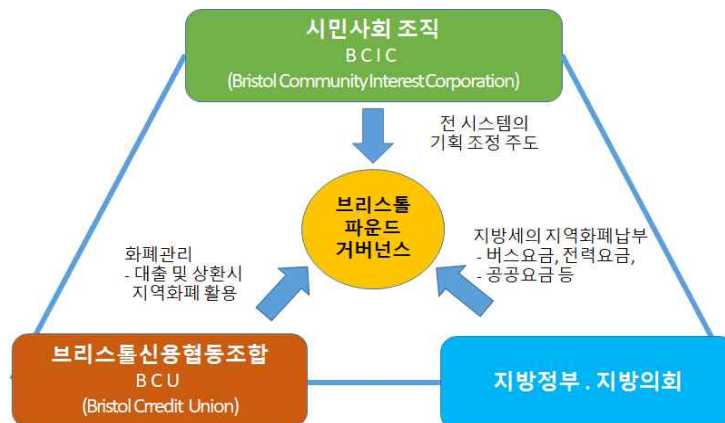 시민사회 조직
BCIC
(Bristol Community Interest Corporation)
전 시스템의
기획 조정 주도
브리스톨
파운드
거버넌스
화폐관리
- 대출 및 상환시
지역화폐 활용
지방세의 지역화폐납부
- 버스요금, 전력요금,
- 공공요금 등
브리스톨신용협동조합
BCU
(Bristol Crredit Union)
지방정부 . 지방의회